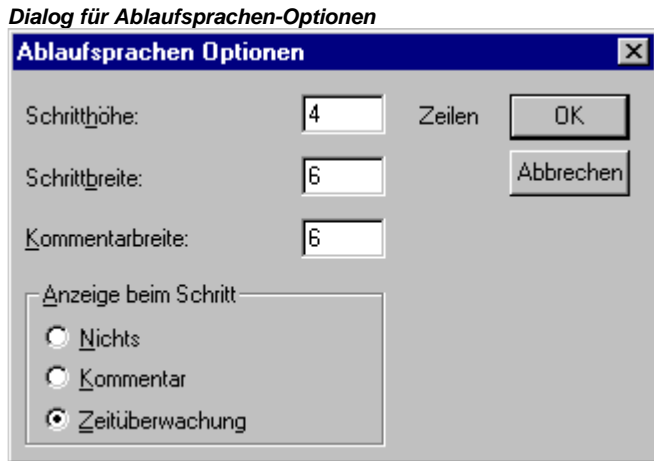 Dialog für Ablaufsprachen-Optionen
Ablaufsprachen Optionen
Schritthöhe: 4 Zeilen OK
Schrittbreite: 6 Abbrechen
Kommentarbreite: 6
Anzeige beim Schritt
Nichts
Kommentar
Zeitüberwachung